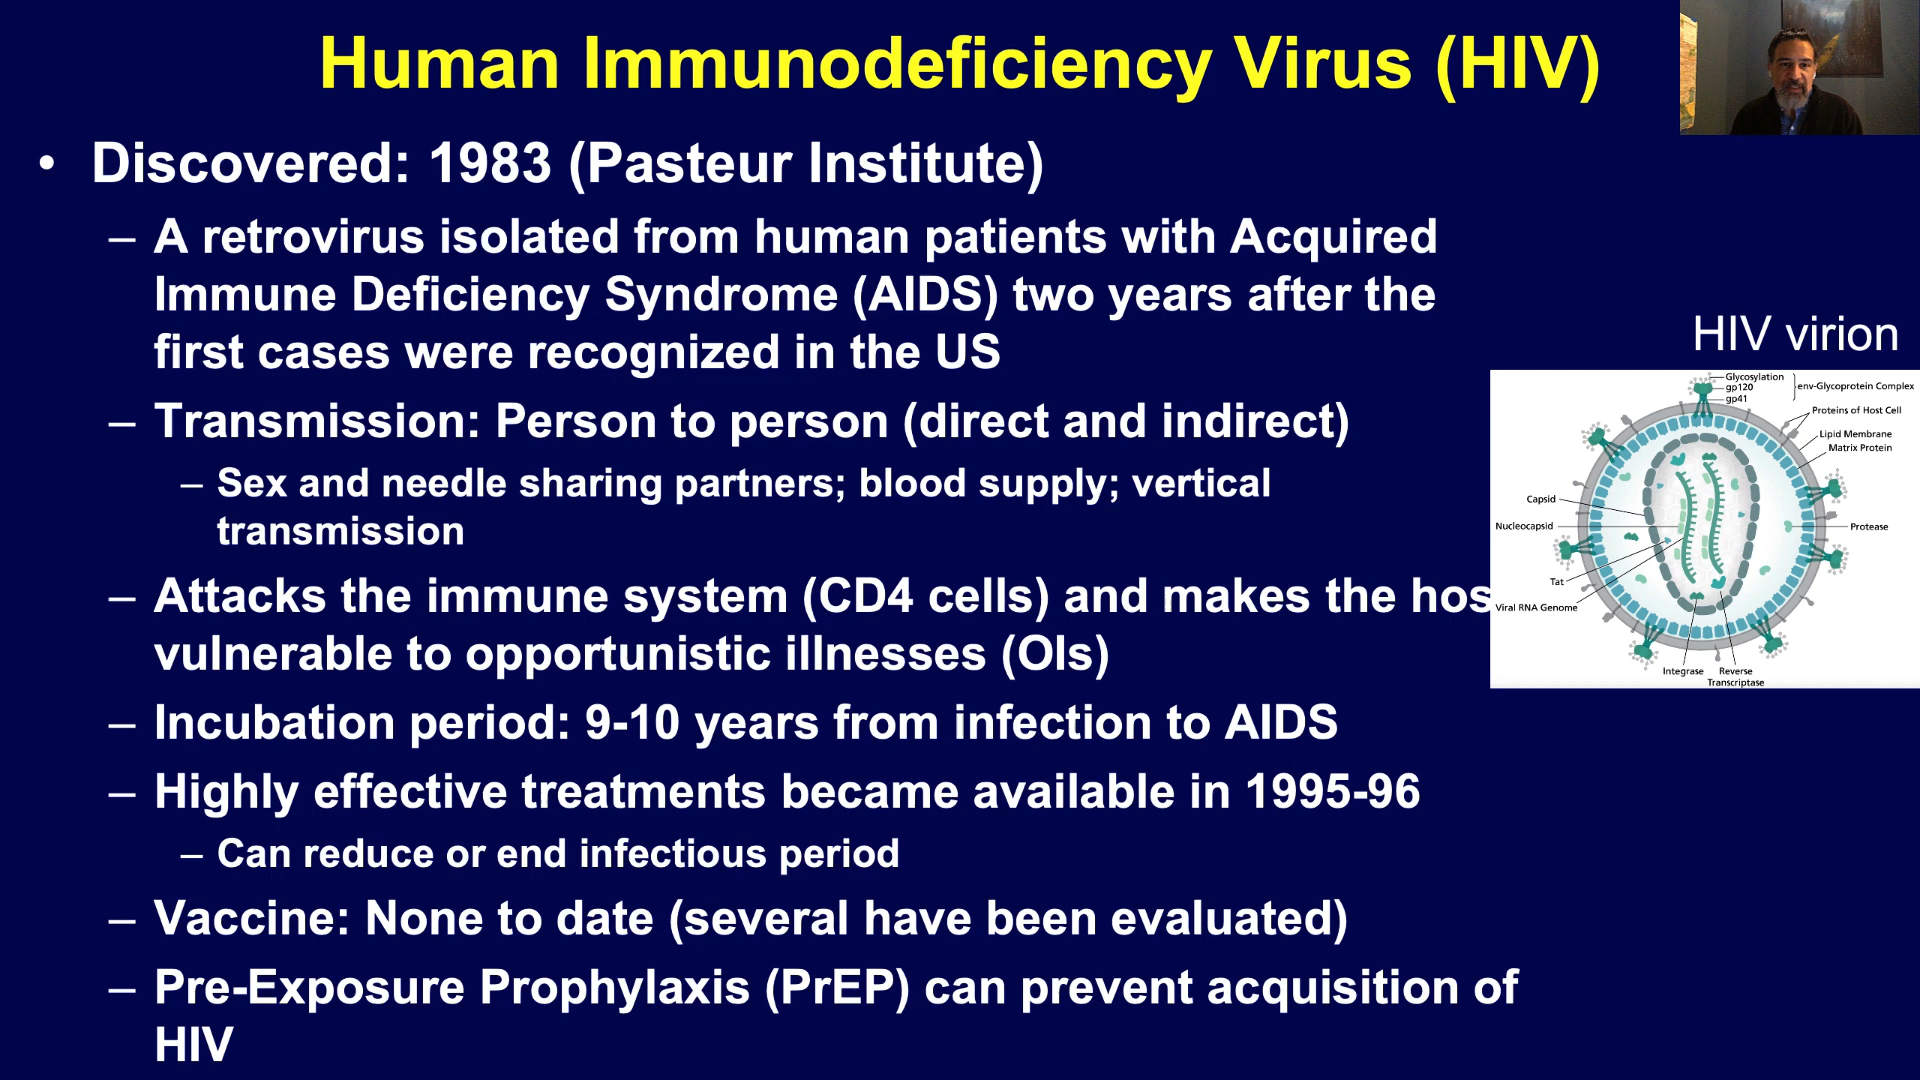 Human Immunodeficiency Virus (HIV)
• Discovered: 1983 (Pasteur Institute)
– A retrovirus isolated from human patients with Acquired
Immune Deficiency Syndrome (AIDS) two years after the
first cases were recognized in the US
– Transmission: Person to person (direct and indirect)
– Sex and needle sharing partners; blood supply; vertical
transmission
– Attacks the immune system (CD4 cells) and makes the hos
vulnerable to opportunistic illnesses (OIs)
– Incubation period: 9-10 years from infection to AIDS
– Highly effective treatments became available in 1995-96
– Can reduce or end infectious period
– Vaccine: None to date (several have been evaluated)
– Pre-Exposure Prophylaxis (PrEP) can prevent acquisition of
HIV
HIV virion
Glycosylation
gp120
gp41
env-Glycoprotein Complex
Proteins of Host Cell
Lipid Membrane
Matrix Protein
Capsid
Nucleocapsid
Protease
Tat
Viral RNA Genome
Integrase
Reverse
Transcriptase